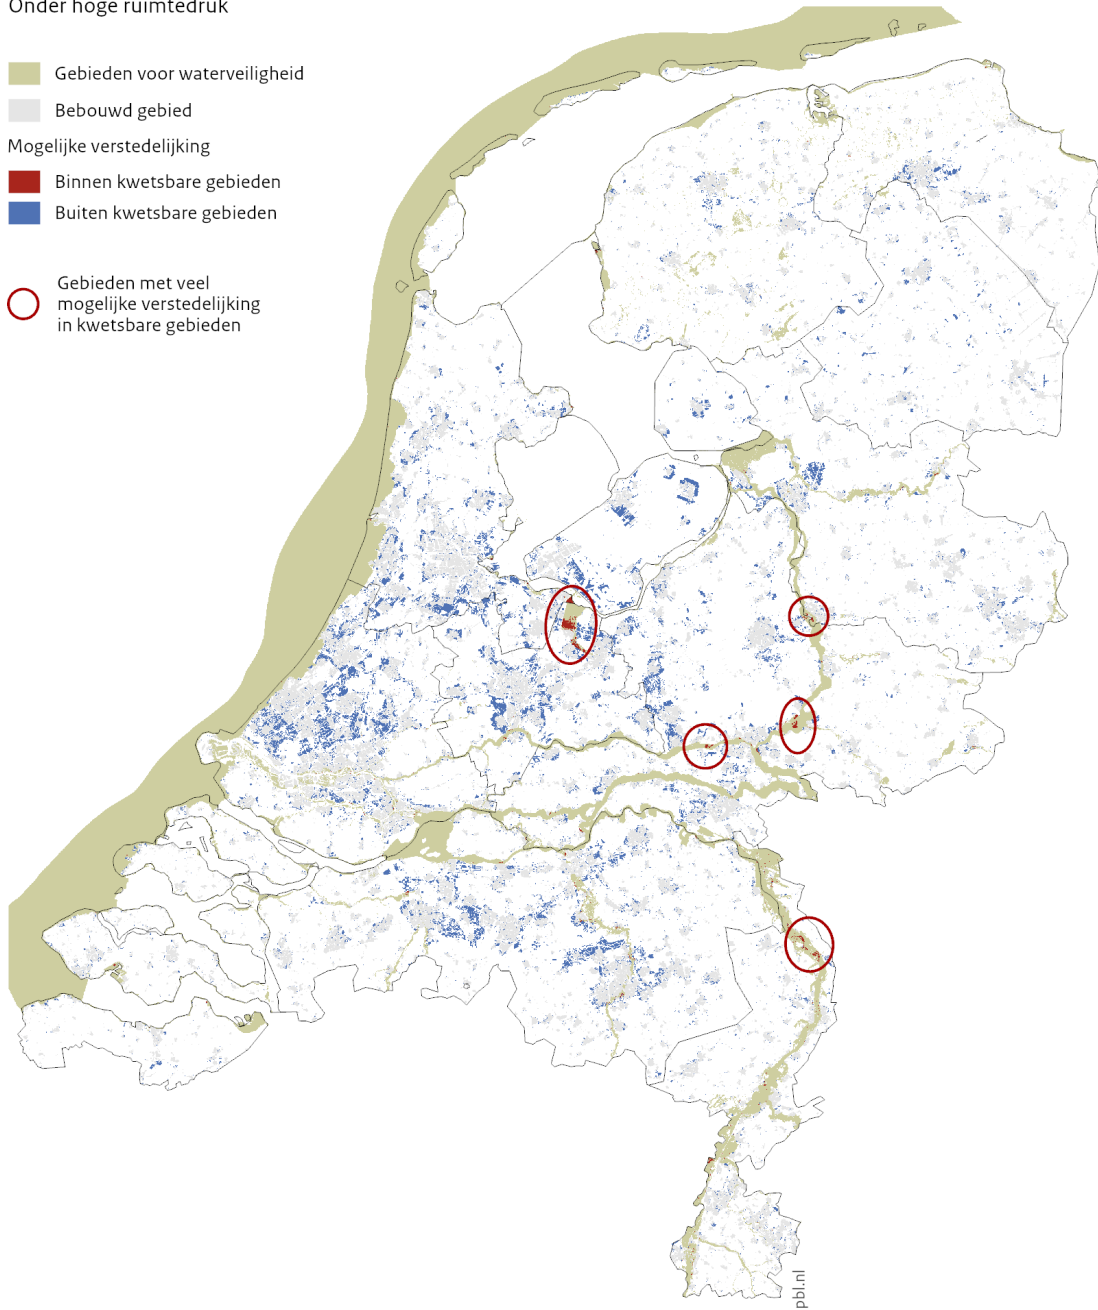 Onder hoge ruimtedruk
Gebieden voor waterveiligheid
Bebouwd gebied
Mogelijke verstedelijking
Binnen kwetsbare gebieden
Buiten kwetsbare gebieden
Gebieden met veel
mogelijke verstedelijking
in kwetsbare gebieden
pbl.nl